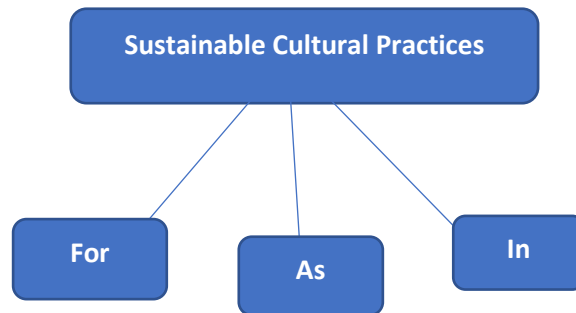 Sustainable Cultural Practices
For
As
In